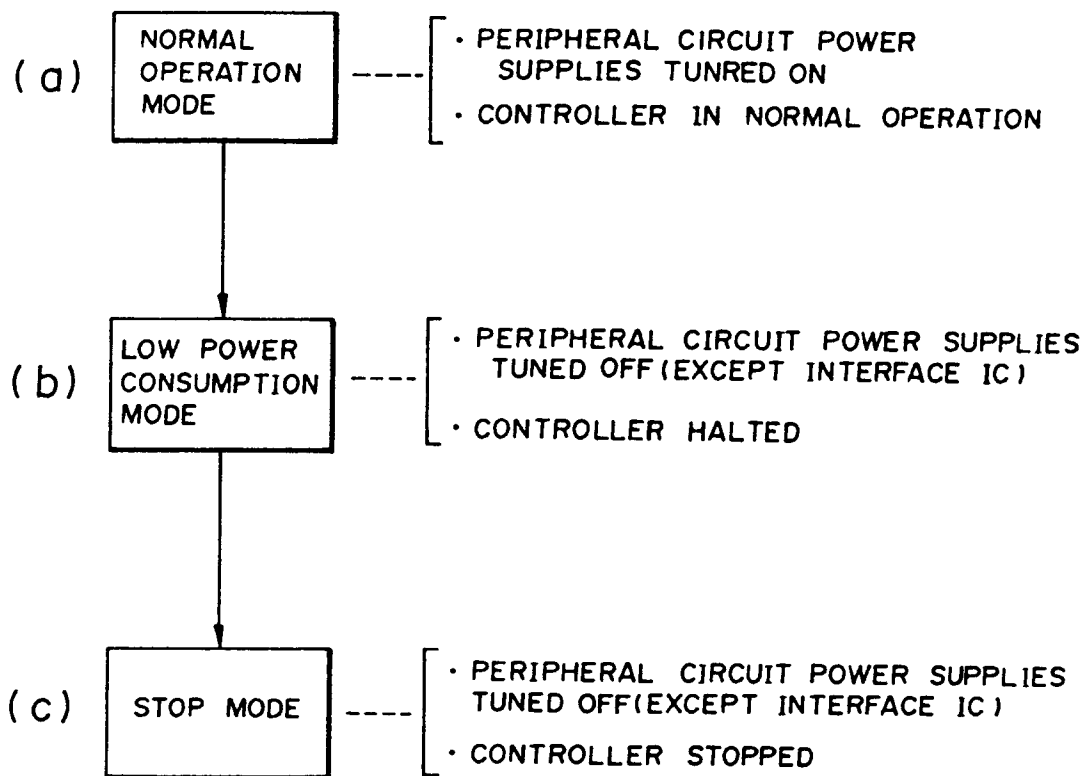 (a)
NORMAL
OPERATION
MODE
· PERIPHERAL CIRCUIT POWER
SUPPLIES TUNRED ON
· CONTROLLER IN NORMAL OPERATION
(b)
LOW POWER
CONSUMPTION
MODE
· PERIPHERAL CIRCUIT POWER SUPPLIES
TUNED OFF (EXCEPT INTERFACE IC)
· CONTROLLER HALTED
(c)
STOP MODE
· PERIPHERAL CIRCUIT POWER SUPPLIES
TUNED OFF (EXCEPT INTERFACE IC)
· CONTROLLER STOPPED